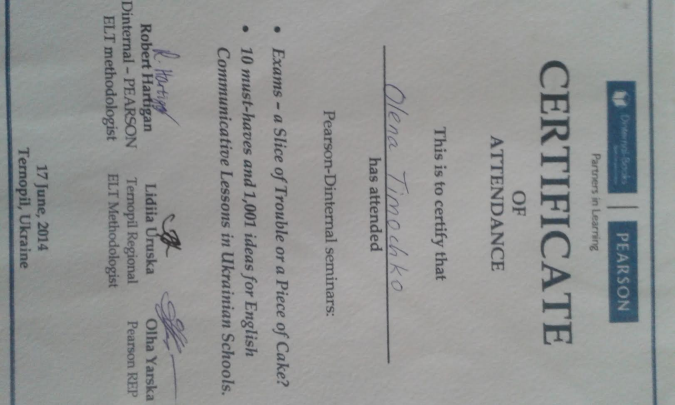 Dinternal Books
PEARSON
Partners in Learning
CERTIFICATE
OF
ATTENDANCE
This is to certify that
Olena Timochko
has attended
Pearson-Dinternal seminars:
• Exams – a Slice of Trouble or a Piece of Cake?
• 10 must-haves and 1,001 ideas for English
Communicative Lessons in Ukrainian Schools.
R. Hartigan
Robert Hartigan
Dinternal – PEARSON
ELT methodologist
Lidiia Uruska
Ternopil Regional
ELT Methodologist
Olha Yarska
Pearson REP
17 June, 2014
Ternopil, Ukraine